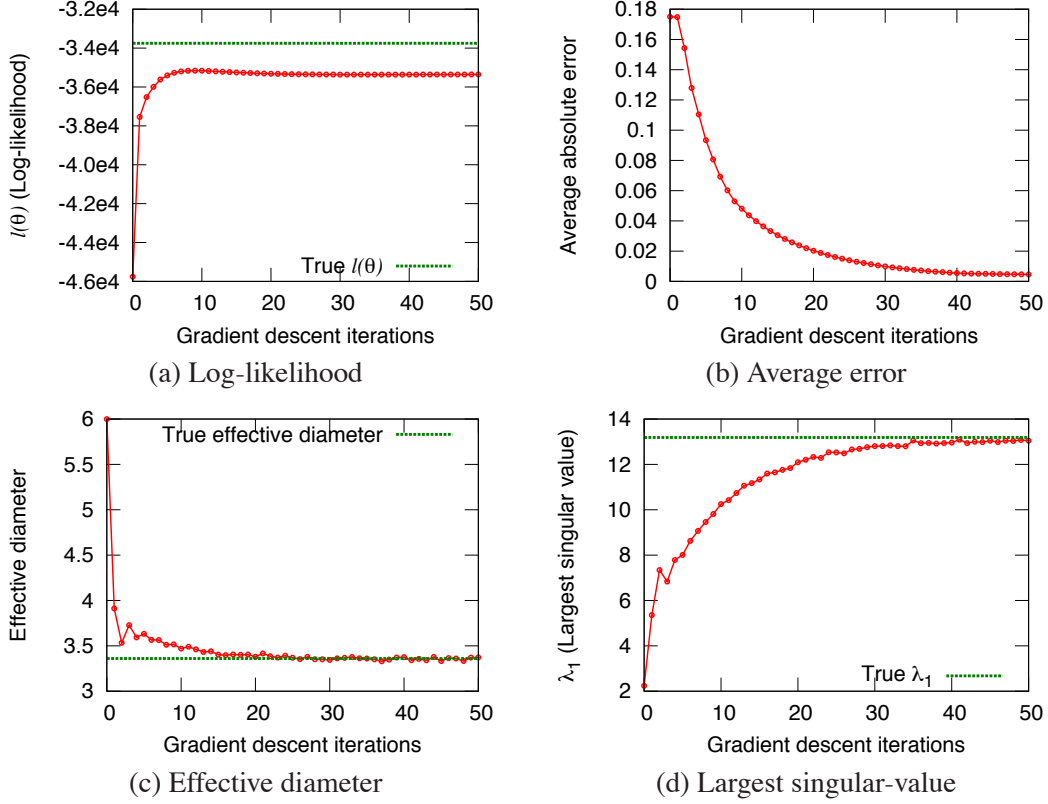 -3.2e4
-3.4e4
-3.6e4
-3.8e4
-4.0e4
-4.2e4
-4.4e4
-4.6e4
l(θ) (Log-likelihood)
True l(θ)
0 10 20 30 40 50
Gradient descent iterations
(a) Log-likelihood
0.18
0.16
0.14
0.12
0.1
0.08
0.06
0.04
0.02
0
Average absolute error
0 10 20 30 40 50
Gradient descent iterations
(b) Average error
6
5.5
5
4.5
4
3.5
3
Effective diameter
True effective diameter
0 10 20 30 40 50
Gradient descent iterations
(c) Effective diameter
14
12
10
8
6
4
2
λ1 (Largest singular value)
True λ1
0 10 20 30 40 50
Gradient descent iterations
(d) Largest singular-value